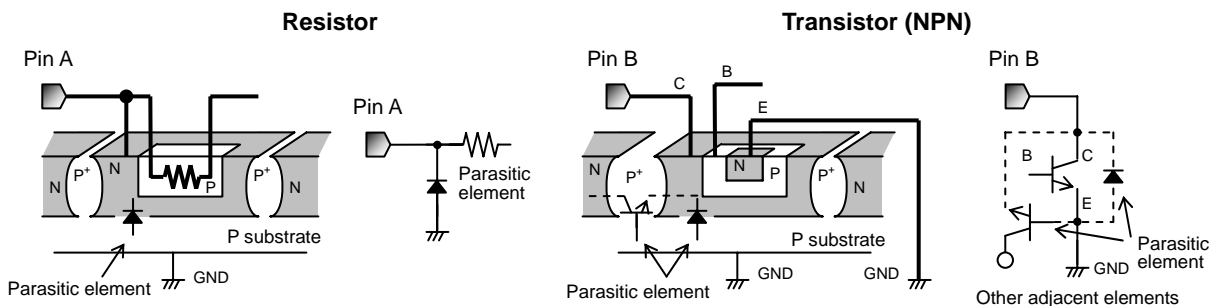 Resistor
Transistor (NPN)
Pin A
Pin A
N
N
P+
P
P+
N
Parasitic element
P substrate
Parasitic element
GND
Pin B
C
B
E
N
P+
N
P
P+
N
P substrate
Parasitic element
GND
GND
Pin B
B
C
E
Parasitic element
GND
Other adjacent elements